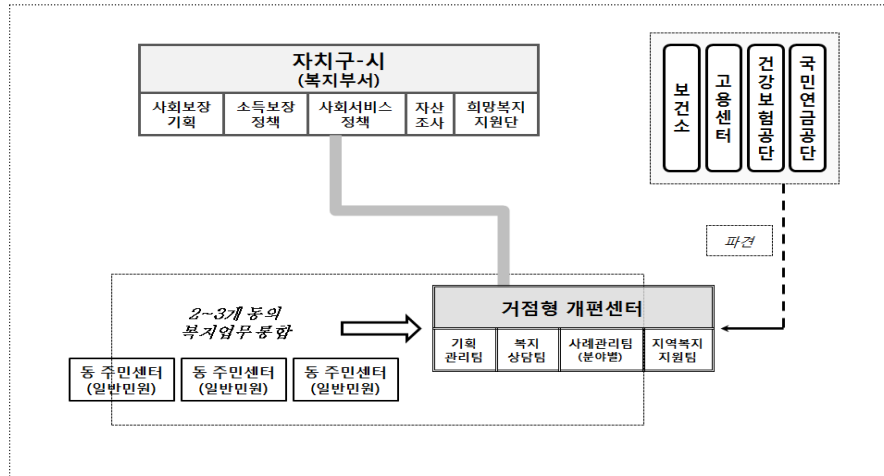 자치구-시
(복지부서)
사회보장
기획
소득보장
정책
사회서비스
정책
자산
조사
희망복지
지원단
보건소
고용센터
건강보험공단
국민연금공단
파견
2~3개 동의
복지업무 통합
거점형 개편센터
기획
관리팀
복지
상담팀
사례관리팀
(분야별)
지역복지
지원팀
동 주민센터
(일반민원)
동 주민센터
(일반민원)
동 주민센터
(일반민원)